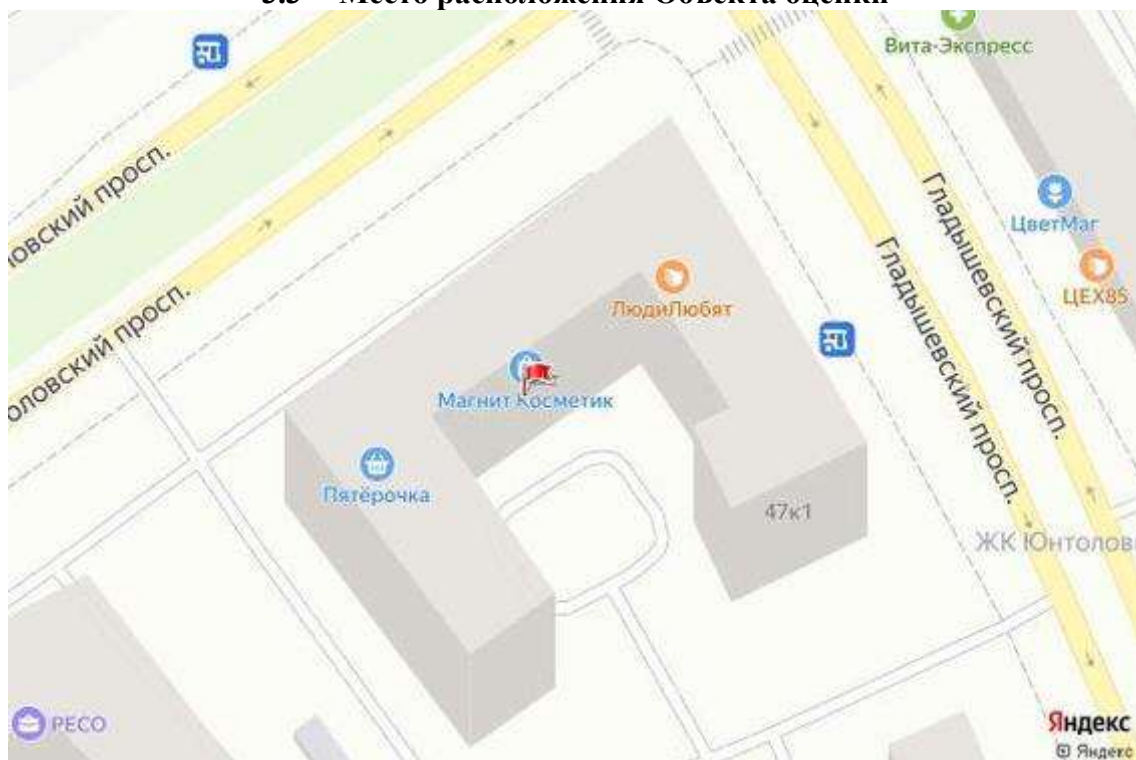 Место расположения Объекта оценки
Вита-Экспресс
ловский просп.
ЦветМаг
Гладышевский просп.
ЦЕХ85
Гладышевский просп.
ЛюдиЛюбят
оловский просп.
Магнит Косметик
Пятёрочка
47к1
ЖК Юнтолов
РЕСО
Яндекс
Яндекс